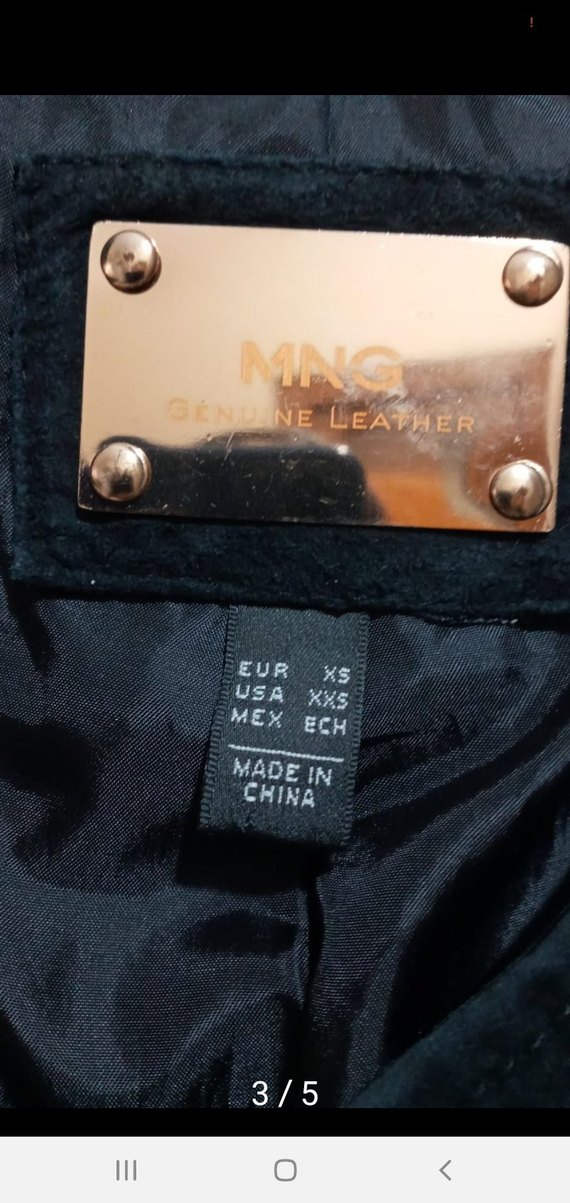 !
MNG
GENUINE LEATHER
EUR XS
USA XXS
MEX ECH
MADE IN
CHINA
3 / 5